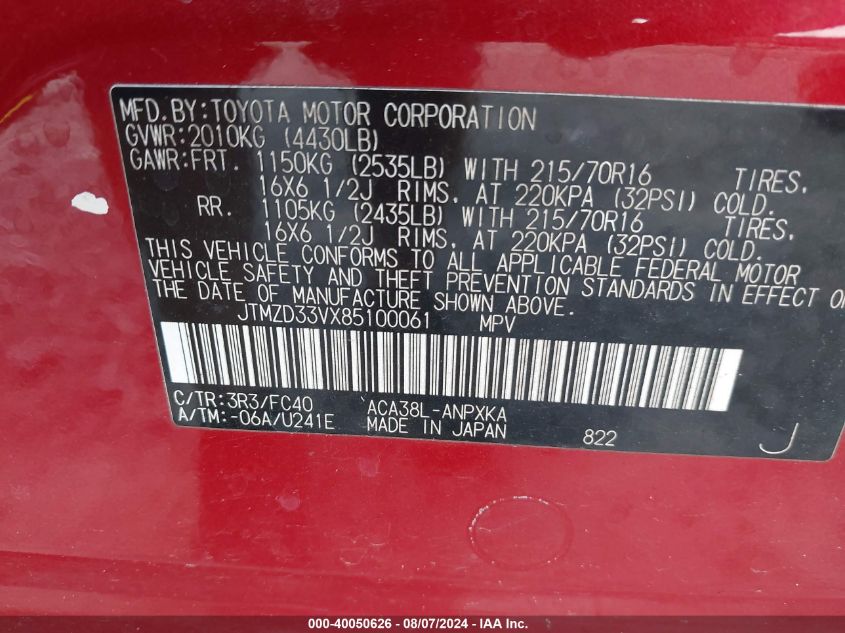 MFD.BY:TOYOTA MOTOR CORPORATION
GVWR:2010KG (4430LB)
GAWR:FRT. 1150KG (2535LB) WITH 215/70R16 TIRES.
16X6 1/2J RIMS. AT 220KPA (32PSI) COLD.
RR. 1105KG (2435LB) WITH 215/70R16 TIRES,
16X6 1/2J RIMS, AT 220KPA (32PSI) COLD.
THIS VEHICLE CONFORMS TO ALL APPLICABLE FEDERAL MOTOR
VEHICLE SAFETY AND THEFT PREVENTION STANDARDS IN EFFECT O
THE DATE OF MANUFACTURE SHOWN ABOVE.
JTMZD33VX85100061 MPV
C/TR:3R3/FC40 ACA38L-ANPXKA
A/TM:-06A/U241E MADE IN JAPAN 822 J
000-40050626 - 08/07/2024 - IAA Inc.